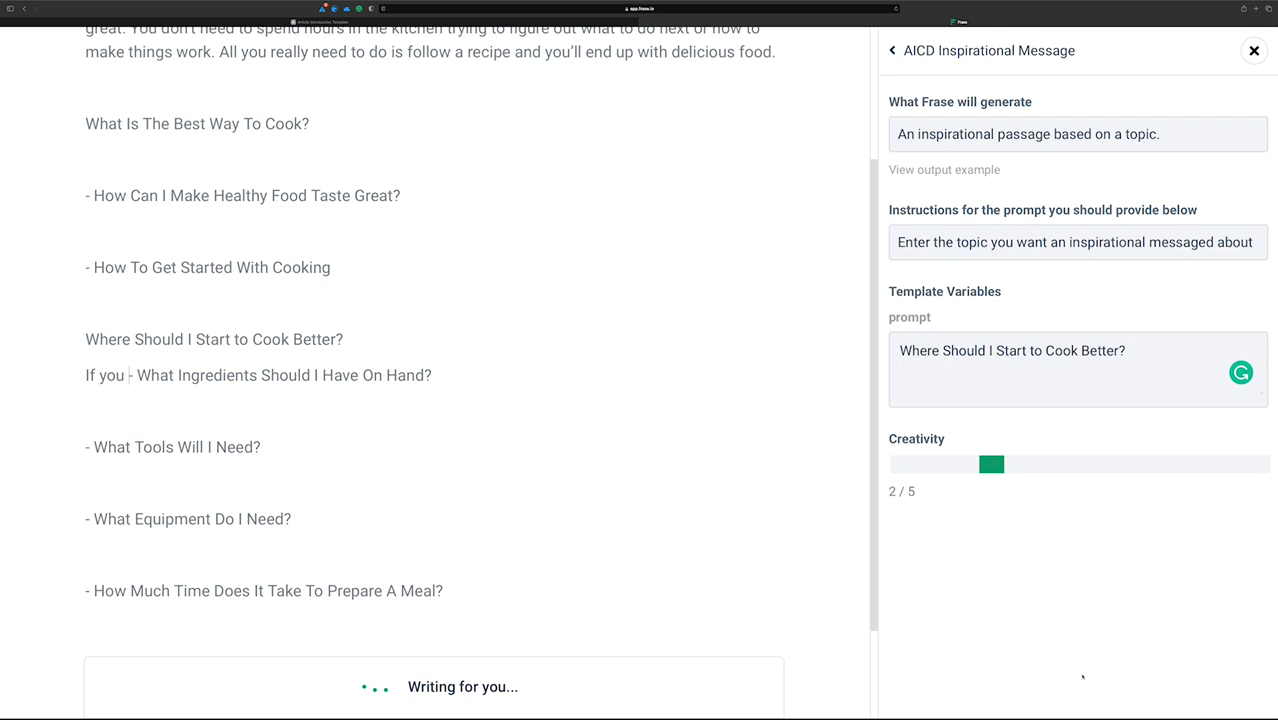 app.frase.io
Article Introduction Template
Frase
great. You don't need to spend hours in the kitchen trying to figure out what to do next or how to
make things work. All you really need to do is follow a recipe and you'll end up with delicious food.
What Is The Best Way To Cook?
- How Can I Make Healthy Food Taste Great?
- How To Get Started With Cooking
Where Should I Start to Cook Better?
If you - What Ingredients Should I Have On Hand?
- What Tools Will I Need?
- What Equipment Do I Need?
- How Much Time Does It Take To Prepare A Meal?
Writing for you...
AICD Inspirational Message
What Frase will generate
An inspirational passage based on a topic.
View output example
Instructions for the prompt you should provide below
Enter the topic you want an inspirational messaged about
Template Variables
prompt
Where Should I Start to Cook Better?
Creativity
2 / 5